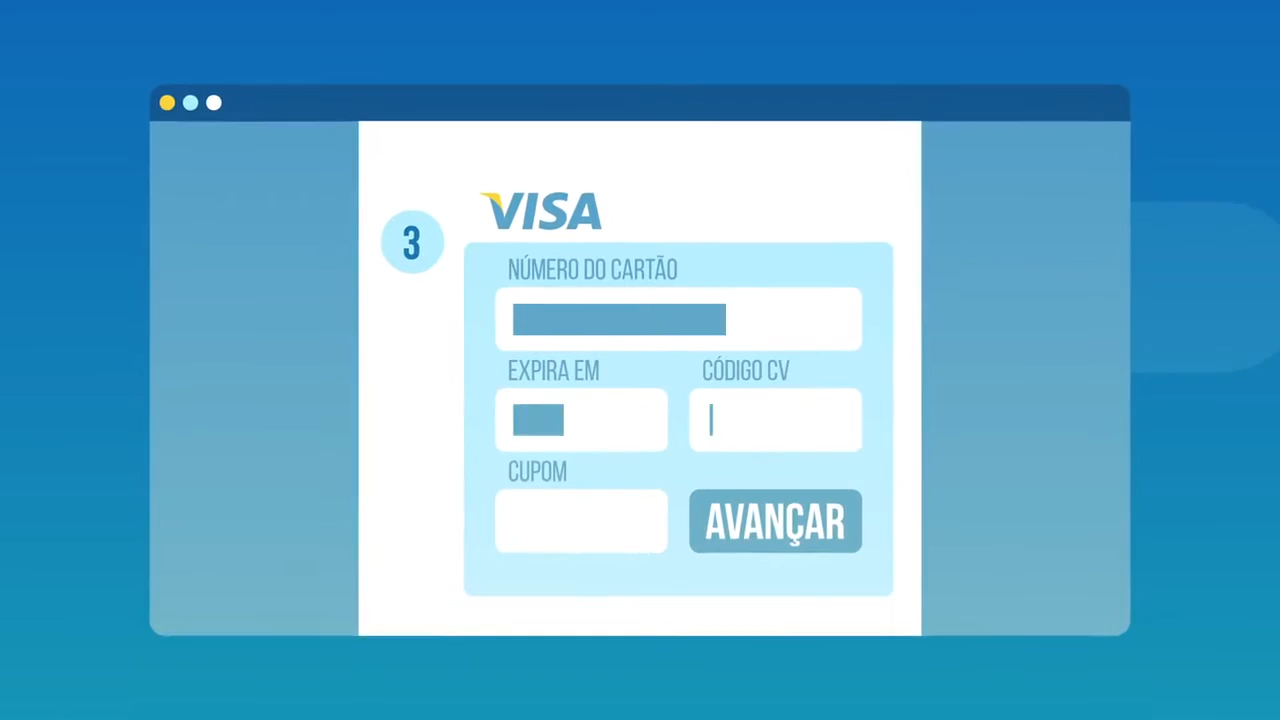 VISA
3
NÚMERO DO CARTÃO
EXPIRA EM
CÓDIGO CV
CUPOM
AVANÇAR